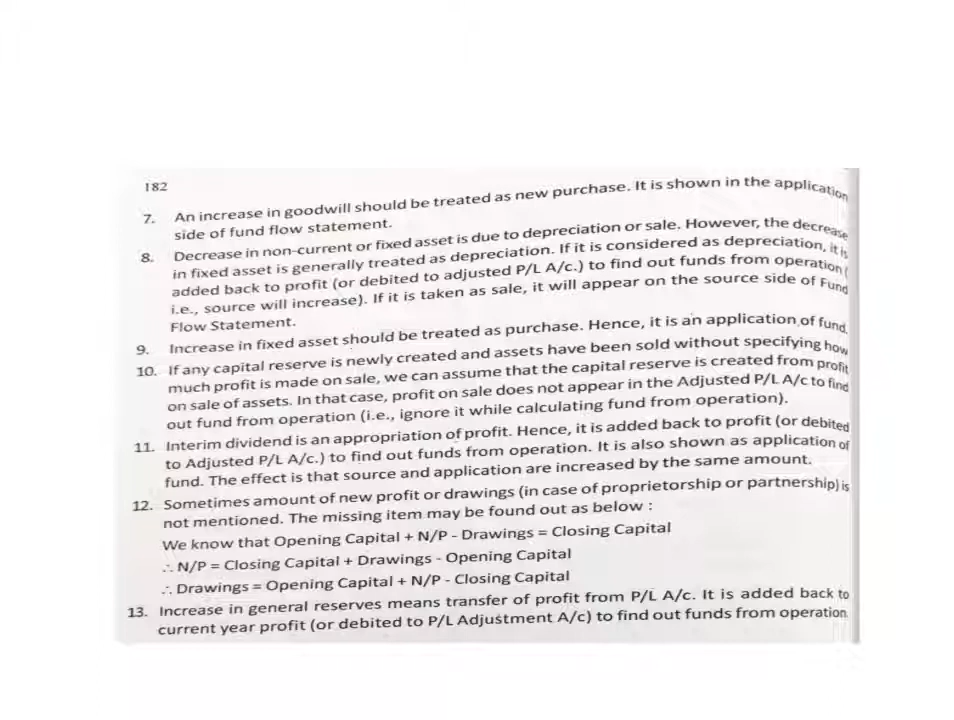 182
7. An increase in goodwill should be treated as new purchase. It is shown in the application
side of fund flow statement.
8. Decrease in non-current or fixed asset is due to depreciation or sale. However, the decrease
in fixed asset is generally treated as depreciation. If it is considered as depreciation, it is
added back to profit (or debited to adjusted P/L A/c.) to find out funds from operation (
i.e., source will increase). If it is taken as sale, it will appear on the source side of Fund
Flow Statement.
9. Increase in fixed asset should be treated as purchase. Hence, it is an application of fund.
10. If any capital reserve is newly created and assets have been sold without specifying how
much profit is made on sale, we can assume that the capital reserve is created from profit
on sale of assets. In that case, profit on sale does not appear in the Adjusted P/L A/c to find
out fund from operation (i.e., ignore it while calculating fund from operation).
11. Interim dividend is an appropriation of profit. Hence, it is added back to profit (or debited
to Adjusted P/L A/c.) to find out funds from operation. It is also shown as application of
fund. The effect is that source and application are increased by the same amount.
12. Sometimes amount of new profit or drawings (in case of proprietorship or partnership) is
not mentioned. The missing item may be found out as below :
We know that Opening Capital + N/P - Drawings = Closing Capital
∴ N/P = Closing Capital + Drawings - Opening Capital
∴ Drawings = Opening Capital + N/P - Closing Capital
13. Increase in general reserves means transfer of profit from P/L A/c. It is added back to
current year profit (or debited to P/L Adjustment A/c) to find out funds from operation.